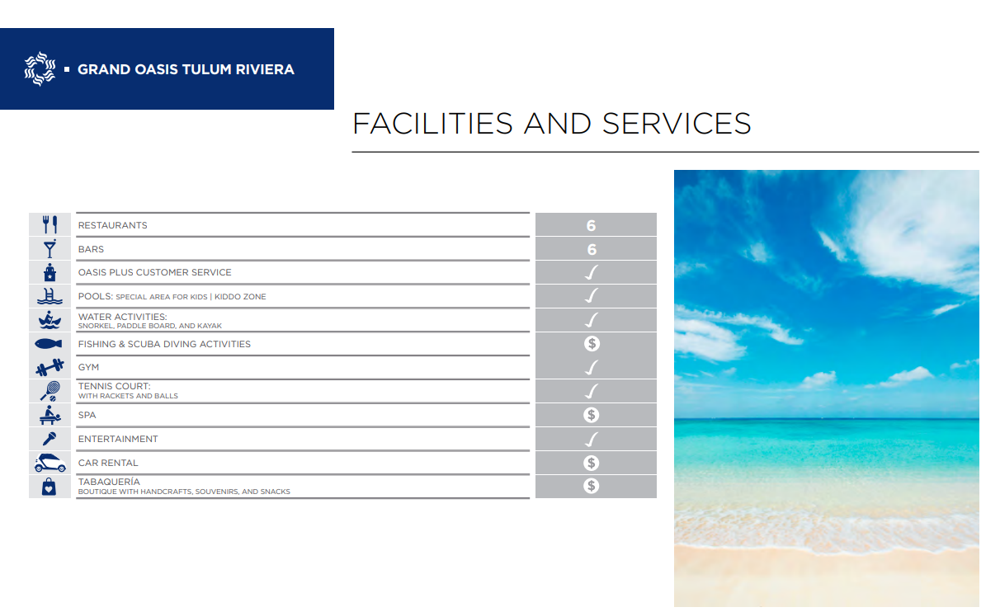 GRAND OASIS TULUM RIVIERA
FACILITIES AND SERVICES
RESTAURANTS 6
BARS 6
OASIS PLUS CUSTOMER SERVICE
POOLS: SPECIAL AREA FOR KIDS | KIDDO ZONE
WATER ACTIVITIES:
SNORKEL, PADDLE BOARD, AND KAYAK
FISHING & SCUBA DIVING ACTIVITIES $
GYM
TENNIS COURT:
WITH RACKETS AND BALLS
SPA $
ENTERTAINMENT
CAR RENTAL $
TABAQUERÍA $
BOUTIQUE WITH HANDCRAFTS, SOUVENIRS, AND SNACKS